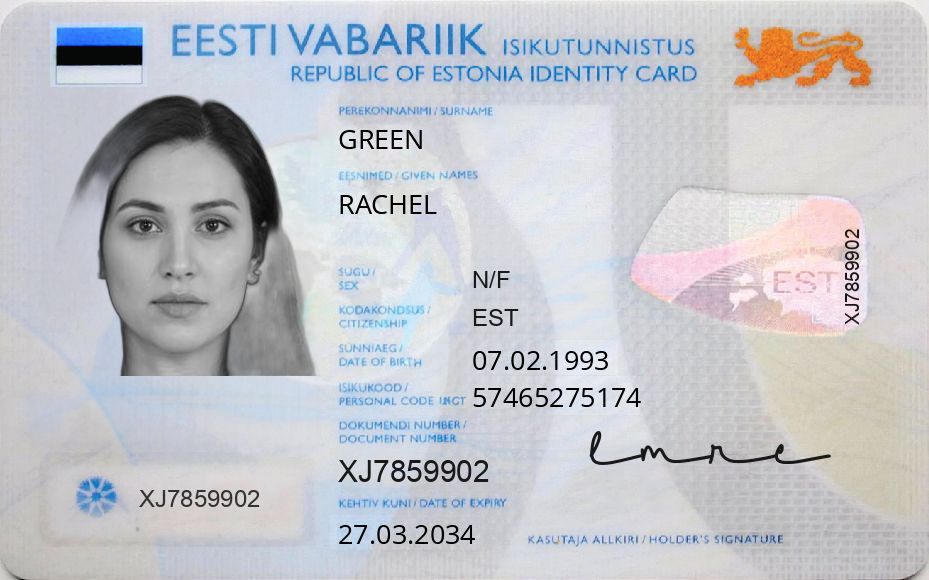 EESTI VABARIIK ISIKUTUNNISTUS
REPUBLIC OF ESTONIA IDENTITY CARD
PEREKONNANIMI / SURNAME
GREEN
EESNIMED / GIVEN NAMES
RACHEL
SUGU /
SEX
N/F
KODAKONDSUS /
CITIZENSHIP
EST
SÜNNIAEG /
DATE OF BIRTH
07.02.1993
ISIKUKOOD /
PERSONAL CODE
57465275174
DOKUMENDI NUMBER /
DOCUMENT NUMBER
XJ7859902
KEHTIV KUNI / DATE OF EXPIRY
27.03.2034
XJ7859902
EST
XJ7859902
emre
KASUTAJA ALLKIRI / HOLDER'S SIGNATURE